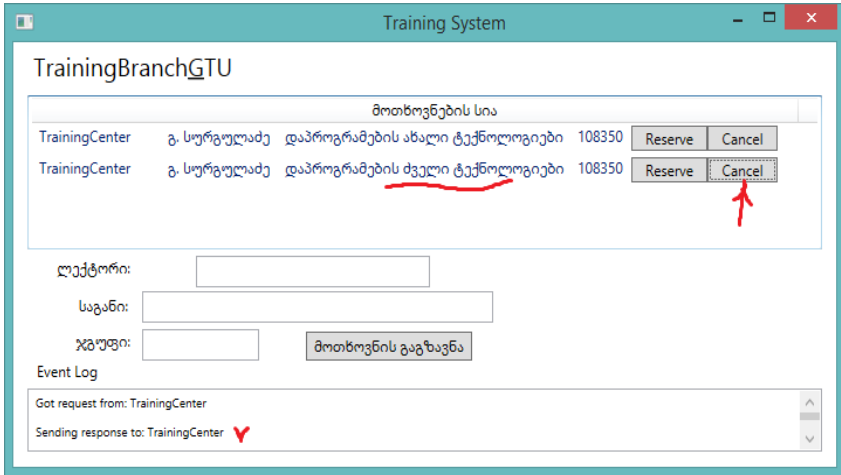 Training System
TrainingBranchGTU
მოთხოვნების სია
TrainingCenter გ. სურგულაძე დაპროგრამების ახალი ტექნოლოგიები 108350 Reserve Cancel
TrainingCenter გ. სურგულაძე დაპროგრამების ძველი ტექნოლოგიები 108350 Reserve Cancel
ლექტორი:
საგანი:
ჯგუფი:
მოთხოვნის გაგზავნა
Event Log
Got request from: TrainingCenter
Sending response to: TrainingCenter